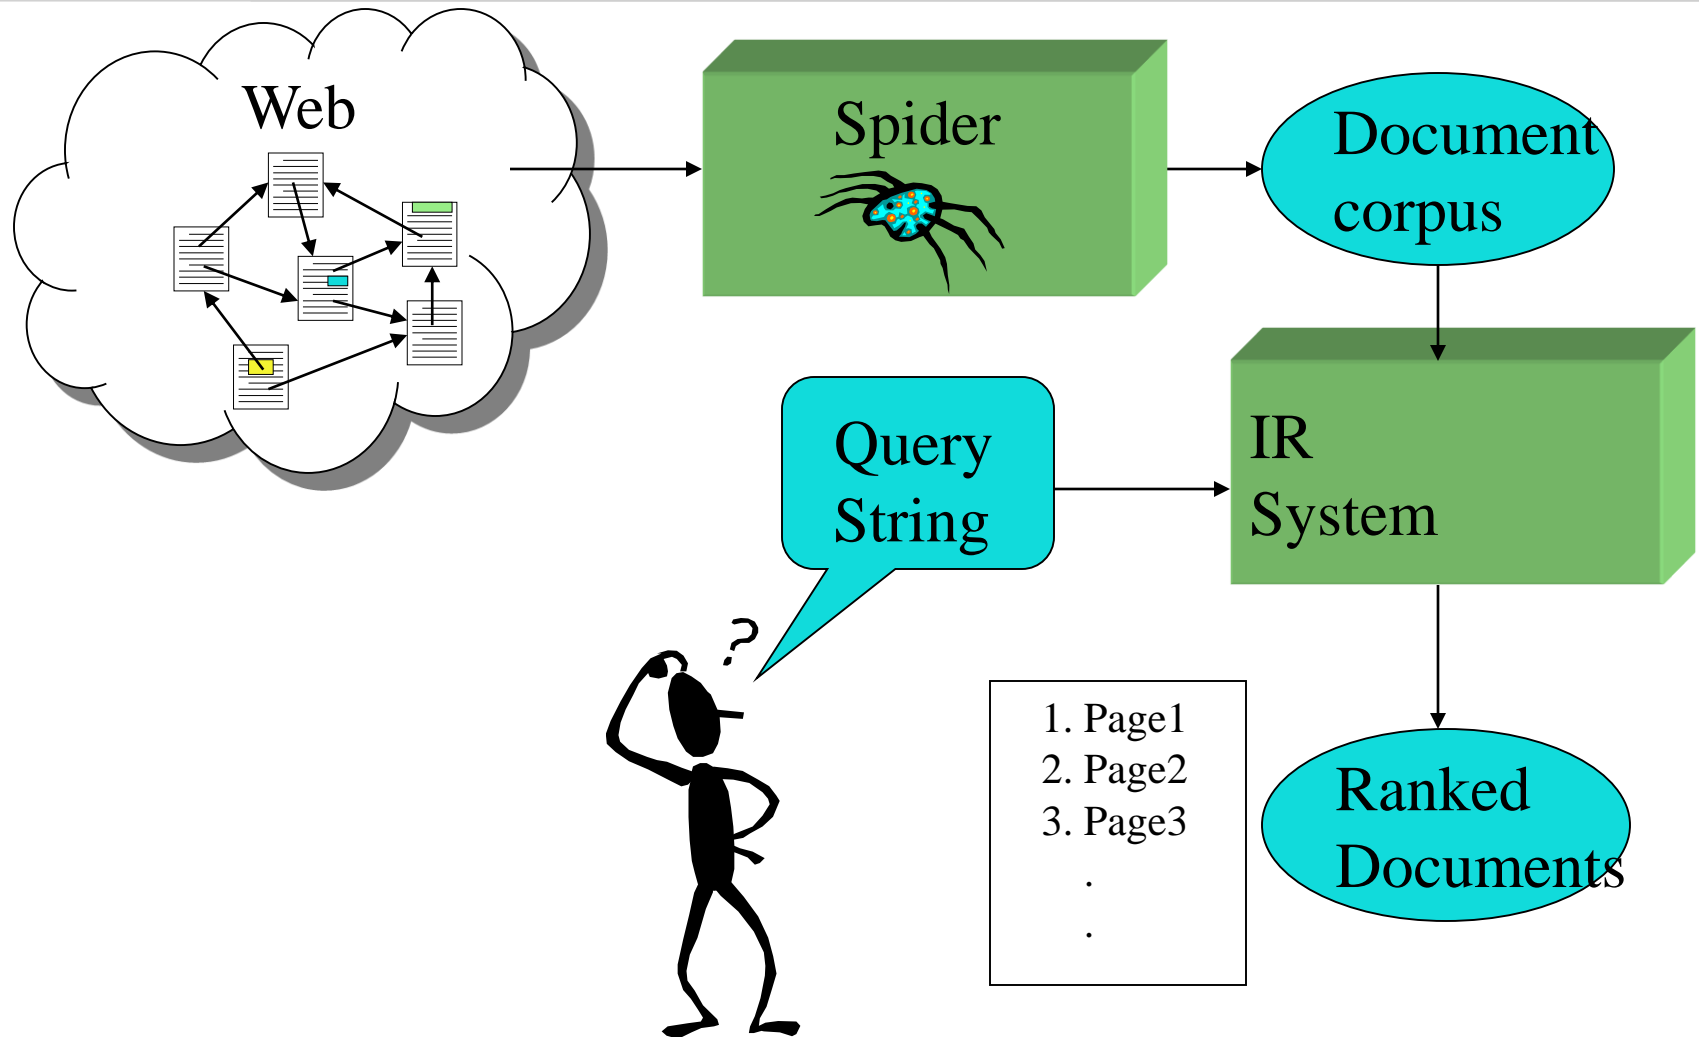 Web
Spider
Document
corpus
IR
System
Query
String
?
1. Page1
2. Page2
3. Page3
.
.
Ranked
Documents